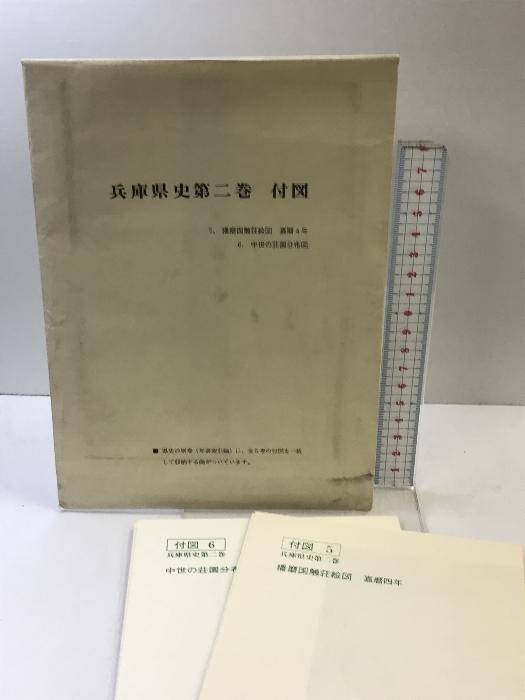 兵庫県史第二巻 付図
5. 播磨国鵤荘絵図 嘉暦4年
6. 中世の荘園分布図
■ 県史の別巻(年表索引編)に、全5巻の付図を一括
して収納する函がついています。
付図 6
兵庫県史第二巻
中世の荘園分布
付図 5
兵庫県史第二巻
播磨国鵤荘絵図 嘉暦四年